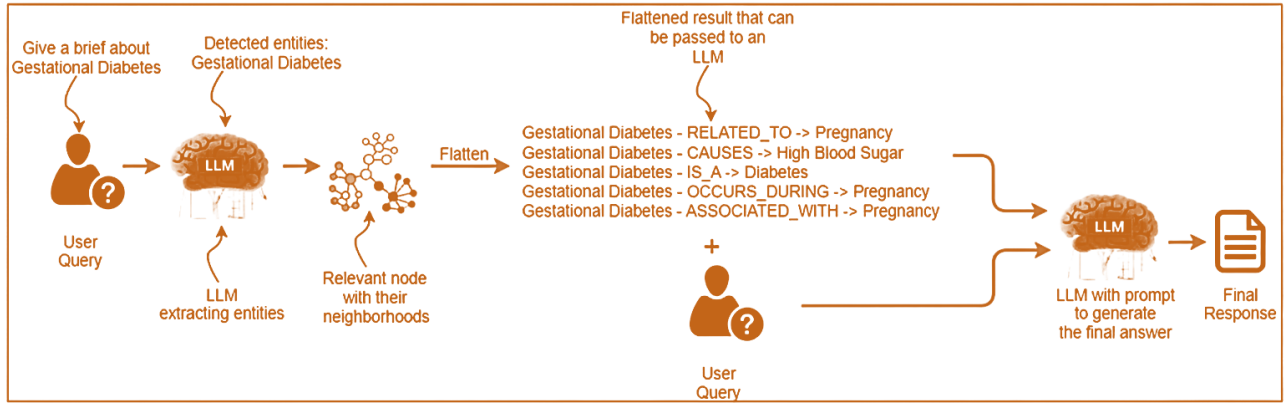 Give a brief about
Gestational Diabetes
?
User
Query
Detected entities:
Gestational Diabetes
LLM
LLM
extracting entities
Relevant node
with their
neighborhoods
Flatten
Flattened result that can
be passed to an
LLM
Gestational Diabetes - RELATED_TO -> Pregnancy
Gestational Diabetes - CAUSES -> High Blood Sugar
Gestational Diabetes - IS_A -> Diabetes
Gestational Diabetes - OCCURS_DURING -> Pregnancy
Gestational Diabetes - ASSOCIATED_WITH -> Pregnancy
+
?
User
Query
LLM
LLM with prompt
to generate
the final answer
Final
Response